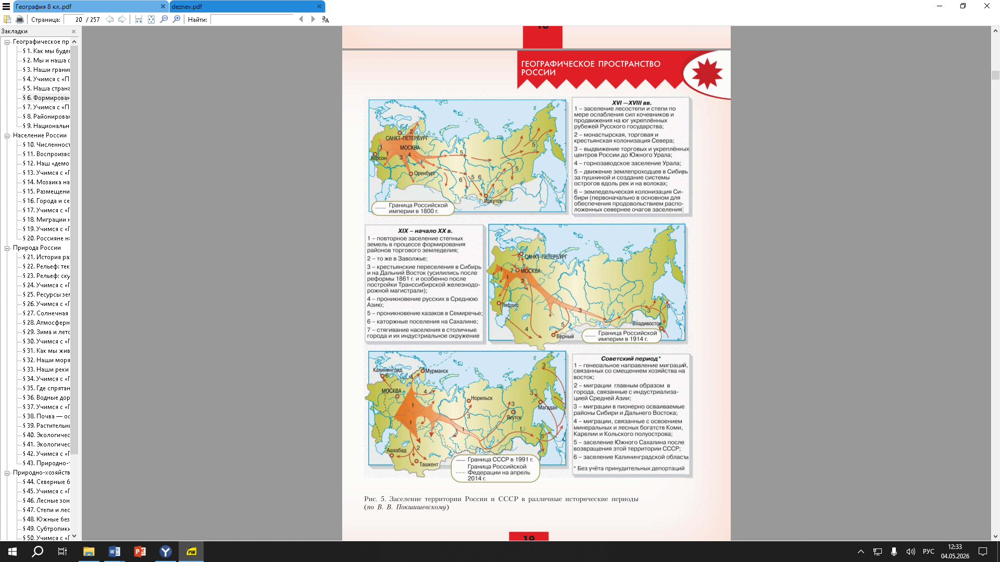 География 8 кл..pdf
deznev.pdf
Страница: 20 / 257
Найти:
Закладки
Географическое пр
§ 1. Как мы буде
§ 2. Мы и наша с
§ 3. Наши грани
§ 4. Учимся с «П
§ 5. Наша страна
§ 6. Формирован
§ 7. Учимся с «П
§ 8. Районирова
§ 9. Национальн
Население России
§ 10. Численност
§ 11. Воспроизвс
§ 12. Наш «демо
§ 13. Учимся с «Г
§ 14. Мозаика на
§ 15. Размещени
§ 16. Города и се
§ 17. Учимся с «Г
§ 18. Миграции н
§ 19. Учимся с «Г
§ 20. Россияне на
Природа России
§ 21. История ра
§ 22. Рельеф: тек
§ 23. Рельеф: ску
§ 24. Учимся с «Г
§ 25. Ресурсы зем
§ 26. Учимся с «Г
§ 27. Солнечная
§ 28. Атмосферн
§ 29. Зима и лето
§ 30. Учимся с «Г
§ 31. Как мы жив
§ 32. Наши моря
§ 33. Наши реки
§ 34. Учимся с «Г
§ 35. Где спрятан
§ 36. Водные дор
§ 37. Учимся с «Г
§ 38. Почва — ос
§ 39. Растительн
§ 40. Экологичес
§ 41. Экологичес
§ 42. Учимся с «Г
§ 43. Природно-
Природно-хозяйств
§ 44. Северные б
§ 45. Учимся с «Г
§ 46. Лесные зон
§ 47. Степи и лес
§ 48. Южные без
§ 49. Субтропики
§ 50. Учимся с «Г
ГЕОГРАФИЧЕСКОЕ ПРОСТРАНСТВО
РОССИИ
2
САНКТ-ПЕТЕРБУРГ
МОСКВА
1
1
3
4
5
5
Херсон
Оренбург
6
5
6
5
Иркутск
Граница Российской
империи в 1800 г.
XVI —XVIII вв.
1 – заселение лесостепи и степи по
мере ослабления сил кочевников и
продвижения на юг укреплённых
рубежей Русского государства;
2 – монастырская, торговая и
крестьянская колонизация Севера;
3 – выдвижение торговых и укреплённых
центров России до Южного Урала;
4 – горнозаводское заселение Урала;
5 – движение землепроходцев в Сибирь
за пушниной и создание системы
острогов вдоль рек и на волоках;
6 – земледельческая колонизация Си-
бири (первоначально в основном для
обеспечения продовольствием распо-
ложенных севернее очагов заселения)
XIX – начало XX в.
1 – повторное заселение степных
земель в процессе формирования
районов торгового земледелия;
2 – то же в Заволжье;
3 – крестьянские переселения в Сибирь
и на Дальний Восток (усилились после
реформы 1861 г. и особенно после
постройки Транссибирской железнодо-
рожной магистрали);
4 – проникновение русских в Среднюю
Азию;
5 – проникновение казаков в Семиречье;
6 – каторжные поселения на Сахалине;
7 – стягивание населения в столичные
города и их индустриальное окружение
7
САНКТ-ПЕТЕРБУРГ
1
7
МОСКВА
1
2
Тифлис
3
3
6
4
5
Владивосток
Верный
Граница Российской
империи в 1914 г.
Калининград
6
4
Мурманск
3
МОСКВА
4
Норильск
3
3
1
3
Якутск
Магадан
1
1
1
5
2
Ашхабад
Ташкент
Граница СССР в 1991 г.
Граница Российской
Федерации на апрель
2014 г.
Советский период*
1 – генеральное направление миграций,
связанных со смещением хозяйства на
восток;
2 – миграции главным образом в
города, связанные с индустриализа-
цией Средней Азии;
3 – миграции в пионерно осваиваемые
районы Сибири и Дальнего Востока;
4 – миграции, связанные с освоением
минеральных и лесных богатств Коми,
Карелии и Кольского полуострова;
5 – заселение Южного Сахалина после
возвращения этой территории СССР;
6 – заселение Калининградской области
* Без учёта принудительных депортаций
Рис. 5. Заселение территории России и СССР в различные исторические периоды
(по В. В. Покшишевскому)
19
РУС
12:33
04.05.2026